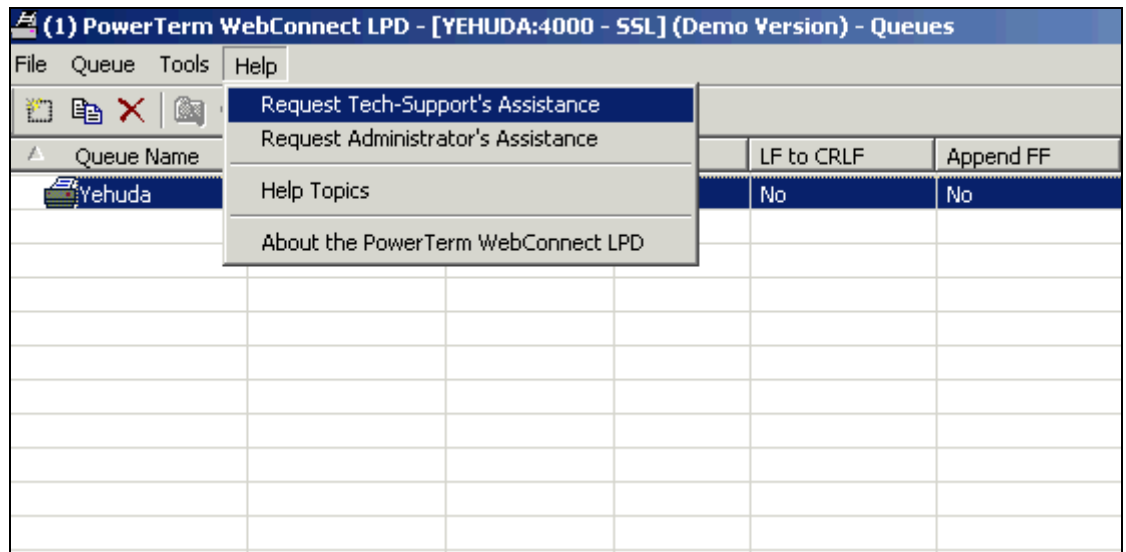 (1) PowerTerm WebConnect LPD - [YEHUDA:4000 - SSL] (Demo Version) - Queues
File Queue Tools Help
Request Tech-Support's Assistance
Request Administrator's Assistance
Help Topics
About the PowerTerm WebConnect LPD
Queue Name LF to CRLF Append FF
Yehuda No No